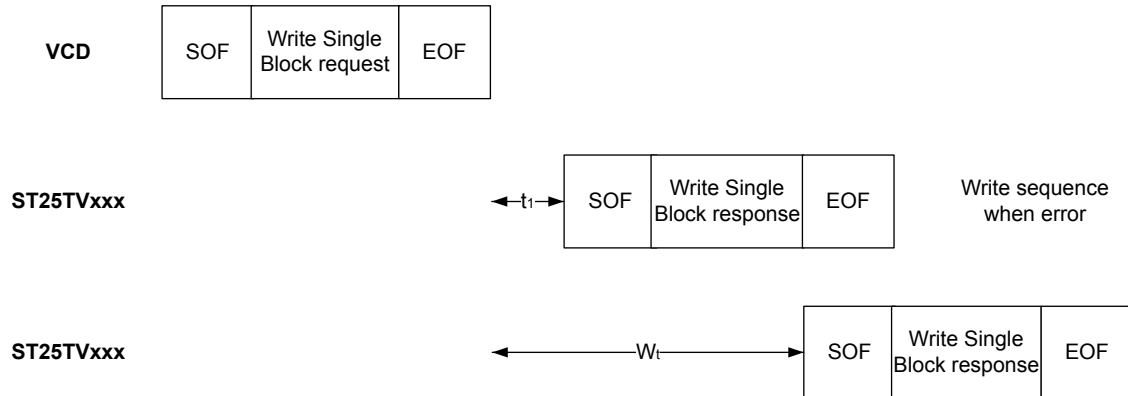 VCD
SOF
Write Single
Block request
EOF
ST25TVxxx
t1
SOF
Write Single
Block response
EOF
Write sequence
when error
ST25TVxxx
Wt
SOF
Write Single
Block response
EOF